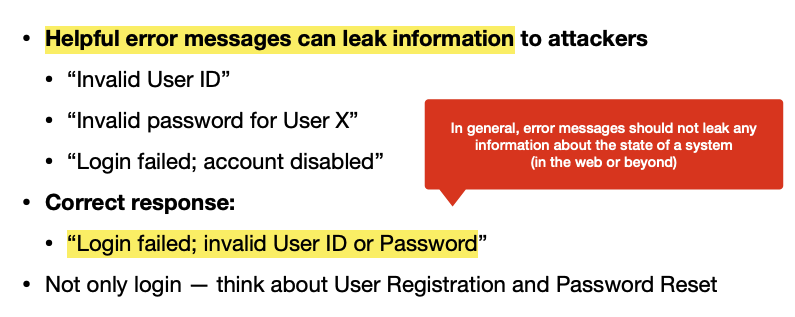 • Helpful error messages can leak information to attackers
• “Invalid User ID”
• “Invalid password for User X”
• “Login failed; account disabled”
In general, error messages should not leak any
information about the state of a system
(in the web or beyond)
• Correct response:
• “Login failed; invalid User ID or Password”
• Not only login — think about User Registration and Password Reset